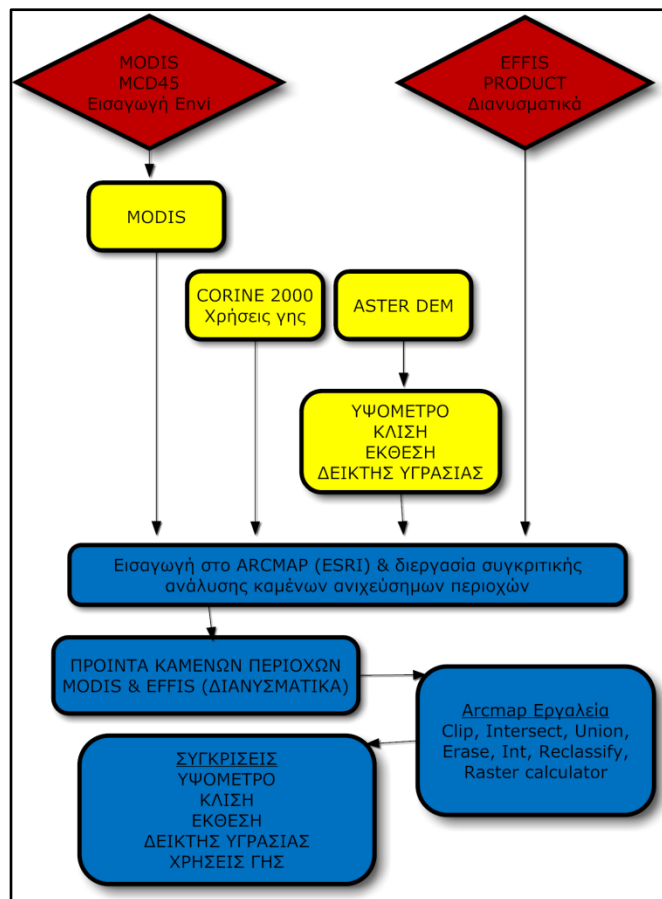 MODIS
MCD45
Εισαγωγή Envi
EFFIS
PRODUCT
Διανυσματικά
MODIS
CORINE 2000
Χρήσεις γης
ASTER DEM
ΥΨΟΜΕΤΡΟ
ΚΛΙΣΗ
ΕΚΘΕΣΗ
ΔΕΙΚΤΗΣ ΥΓΡΑΣΙΑΣ
Εισαγωγή στο ARCMAP (ESRI) & διεργασία συγκριτικής
ανάλυσης καμένων ανιχεύσημων περιοχών
ΠΡΟΙΝΤΑ ΚΑΜΕΝΩΝ ΠΕΡΙΟΧΩΝ
MODIS & EFFIS (ΔΙΑΝΥΣΜΑΤΙΚΑ)
Arcmap Εργαλεία
Clip, Intersect, Union,
Erase, Int, Reclassify,
Raster calculator
ΣΥΓΚΡΙΣΕΙΣ
ΥΨΟΜΕΤΡΟ
ΚΛΙΣΗ
ΕΚΘΕΣΗ
ΔΕΙΚΤΗΣ ΥΓΡΑΣΙΑΣ
ΧΡΗΣΕΙΣ ΓΗΣ